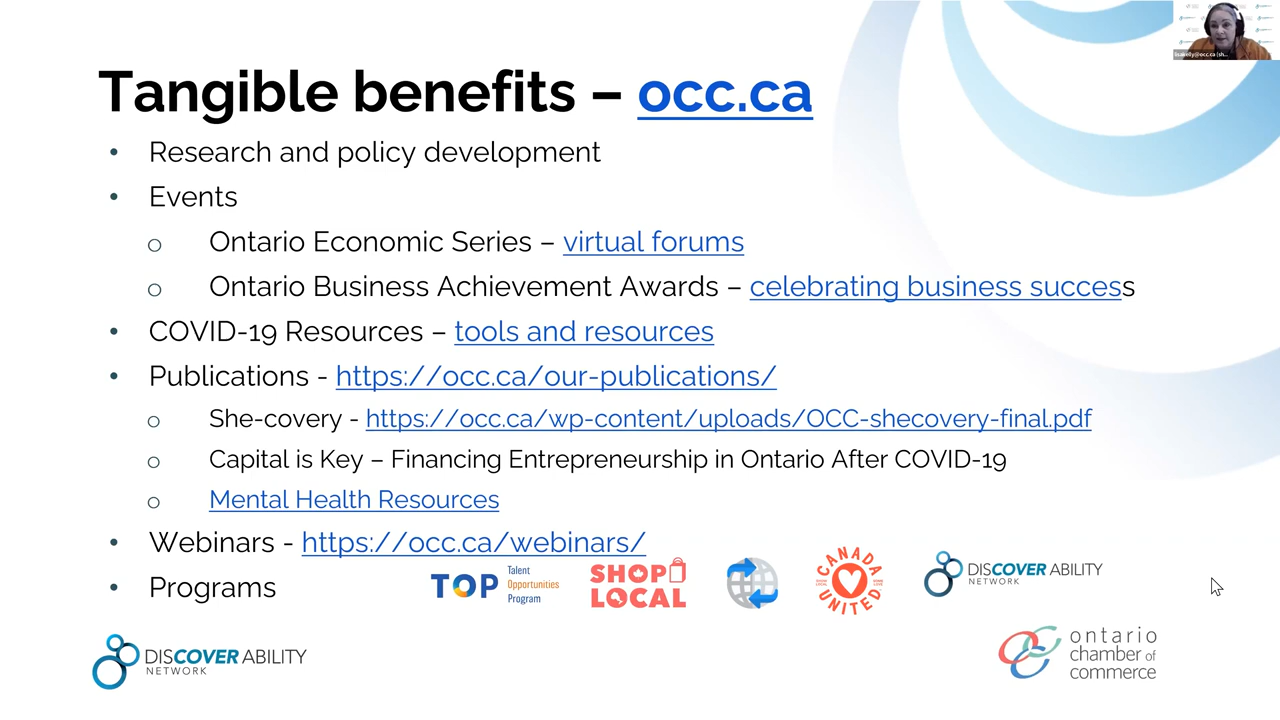 Tangible benefits – occ.ca
• Research and policy development
• Events
o Ontario Economic Series – virtual forums
o Ontario Business Achievement Awards – celebrating business success
• COVID-19 Resources – tools and resources
• Publications - https://occ.ca/our-publications/
o She-covery - https://occ.ca/wp-content/uploads/OCC-shecovery-final.pdf
o Capital is Key – Financing Entrepreneurship in Ontario After COVID-19
o Mental Health Resources
• Webinars - https://occ.ca/webinars/
• Programs
TOP Talent Opportunities Program
SHOP LOCAL
CANADA UNITED
DISCOVER ABILITY
NETWORK
DISCOVER ABILITY
NETWORK
ontario
chamber of
commerce